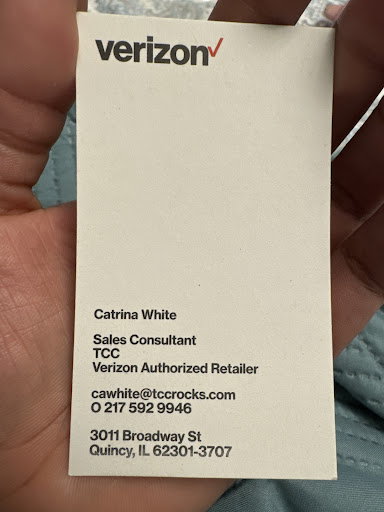 verizon✓
Catrina White
Sales Consultant
TCC
Verizon Authorized Retailer
cawhite@tccrocks.com
O 217 592 9946
3011 Broadway St
Quincy, IL 62301-3707